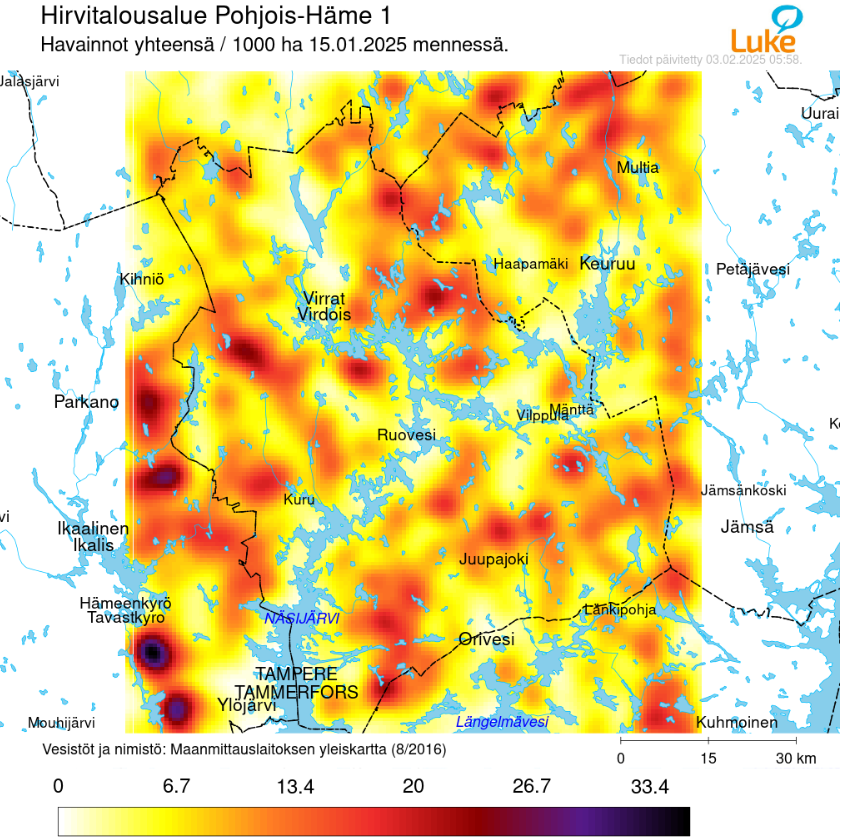 Hirvitalousalue Pohjois-Häme 1
Havainnot yhteensä / 1000 ha 15.01.2025 mennessä.
Luke
Tiedot päivitetty 03.02.2025 05:58.
Jalasjärvi
Uurai
Multia
Haapamäki
Keuruu
Petäjävesi
Kihniö
Virrat
Virdois
Parkano
Mänttä
Vilppula
Ruovesi
Kuru
Jämsänkoski
vi
Ikaalinen
Ikalis
Jämsä
Juupajoki
Hämeenkyrö
Tavastkyro
NÄSIJÄRVI
Länkipohja
Orivesi
TAMPERE
TAMMERFORS
Ylöjärvi
Mouhijärvi
Längelmävesi
Kuhmoinen
Vesistöt ja nimistö: Maanmittauslaitoksen yleiskartta (8/2016)
0 15 30 km
0 6.7 13.4 20 26.7 33.4